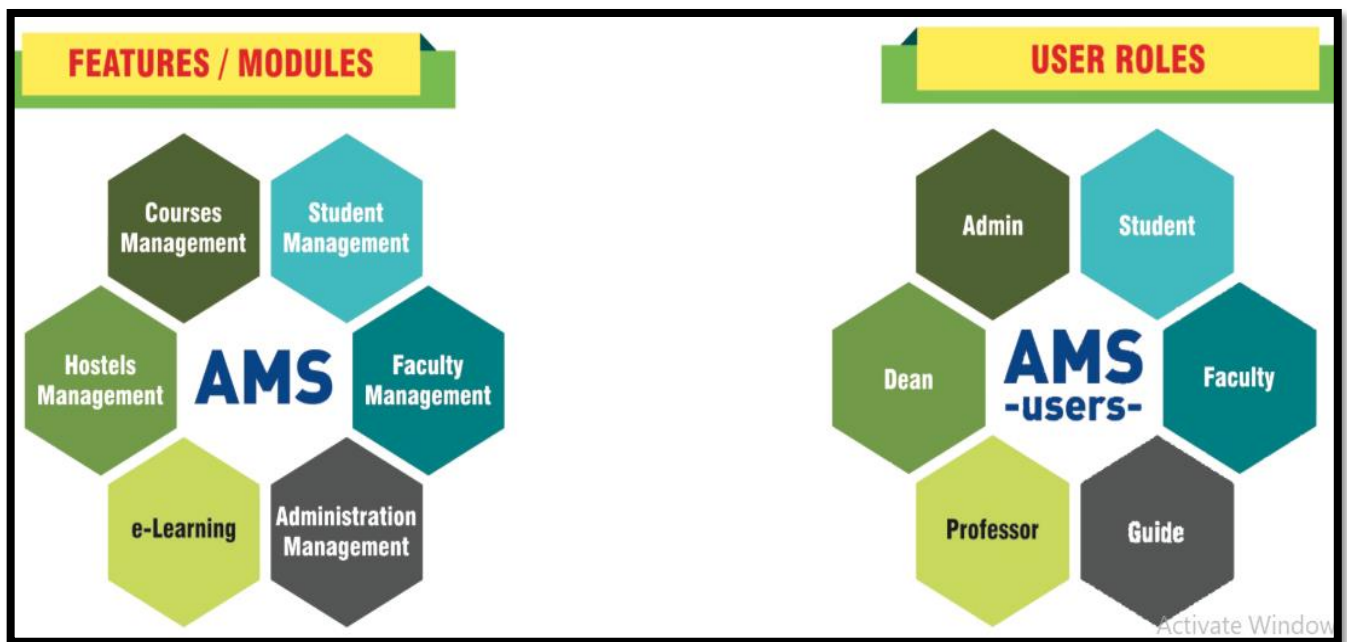 FEATURES / MODULES
Courses
Management
Student
Management
Hostels
Management
AMS
Faculty
Management
e-Learning
Administration
Management
USER ROLES
Admin
Student
Dean
AMS
-users-
Faculty
Professor
Guide
Activate Window